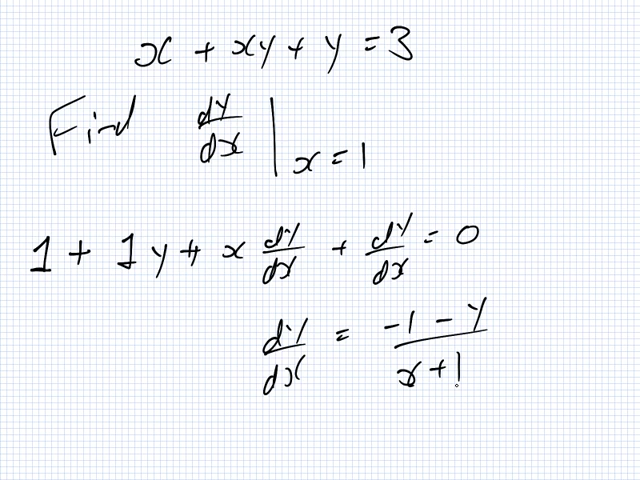 x + xy + y = 3
Find dy/dx | x = 1
1 + 1y + x dy/dx + dy/dx = 0
dy/dx = -1 - y / x + 1